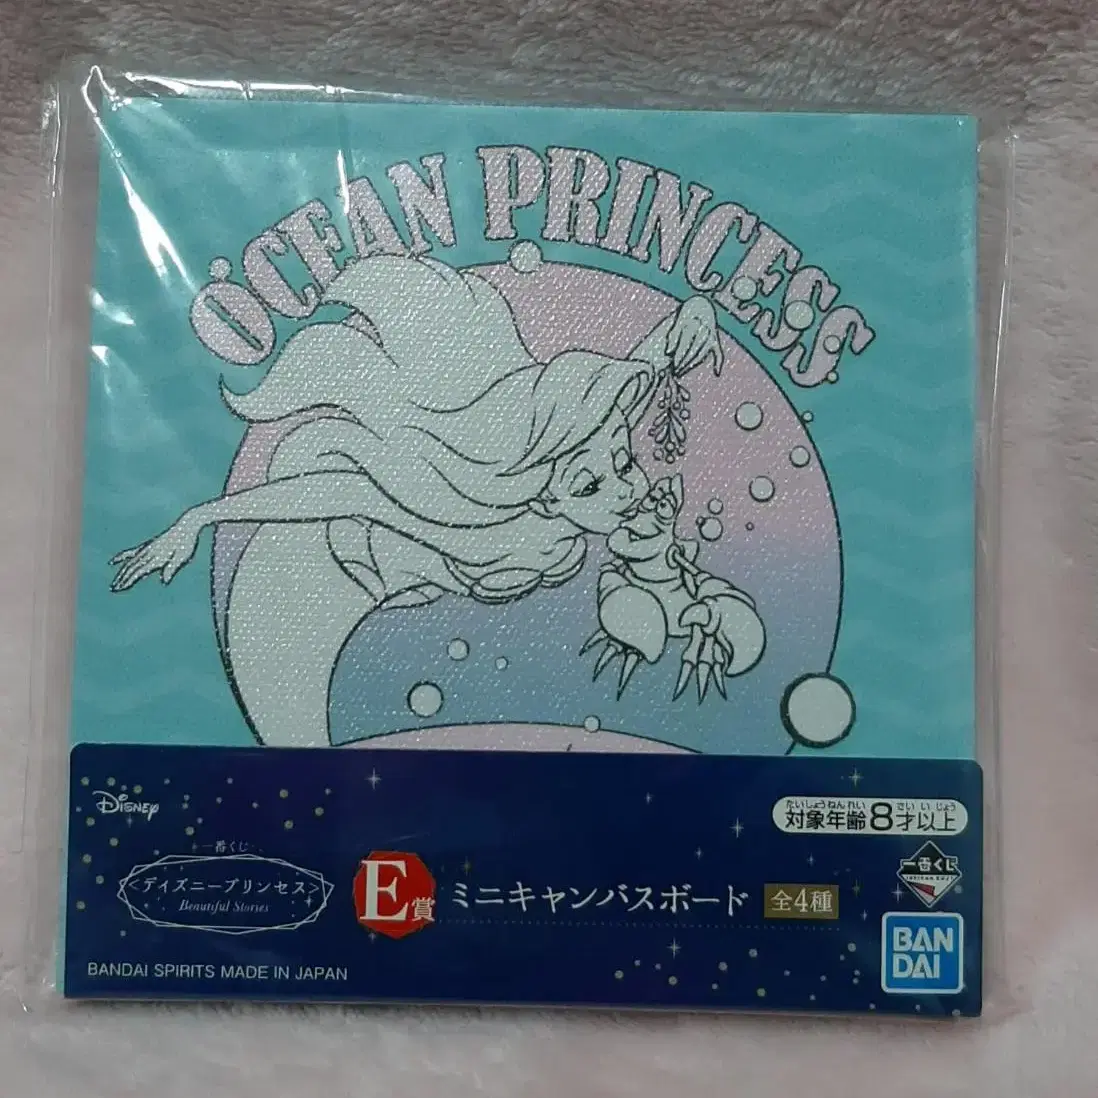 OCEAN PRINCESS
Disney
たいしょうねんれい さい いじょう
対象年齢8才以上
一番くじ
<ディズニープリンセス>
Beautiful Stories
E賞
ミニキャンバスボード
全4種
一番くじ
BANDAI
BANDAI SPIRITS MADE IN JAPAN